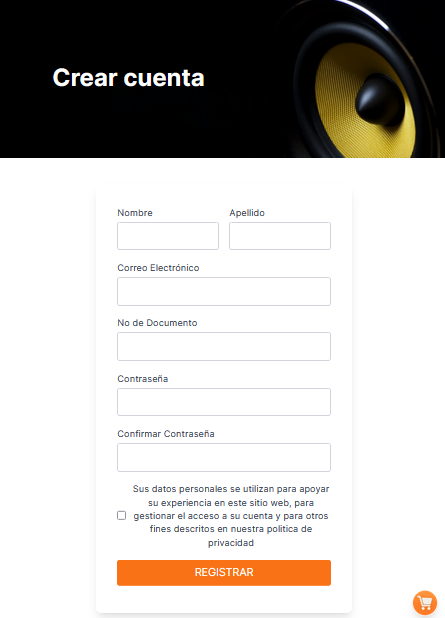 Crear cuenta
Nombre
Apellido
Correo Electrónico
No de Documento
Contraseña
Confirmar Contraseña
Sus datos personales se utilizan para apoyar
su experiencia en este sitio web, para
gestionar el acceso a su cuenta y para otros
fines descritos en nuestra politica de
privacidad
REGISTRAR